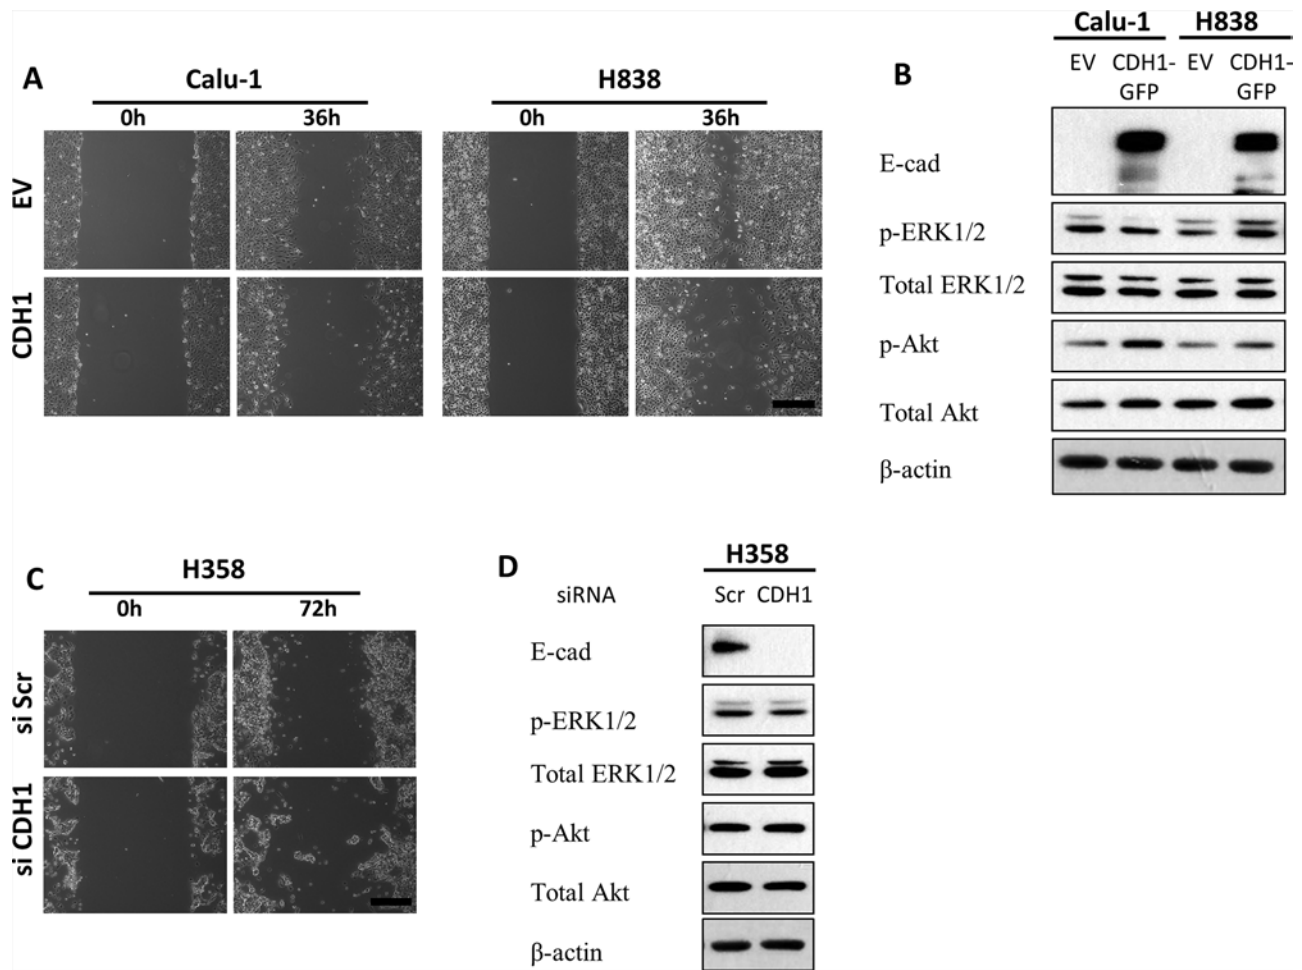 A
Calu-1
H838
0h
36h
0h
36h
EV
CDH1
B
Calu-1
H838
EV CDH1-GFP EV CDH1-GFP
E-cad
p-ERK1/2
Total ERK1/2
p-Akt
Total Akt
β-actin
C
H358
0h
72h
si Scr
si CDH1
D
H358
siRNA
Scr CDH1
E-cad
p-ERK1/2
Total ERK1/2
p-Akt
Total Akt
β-actin